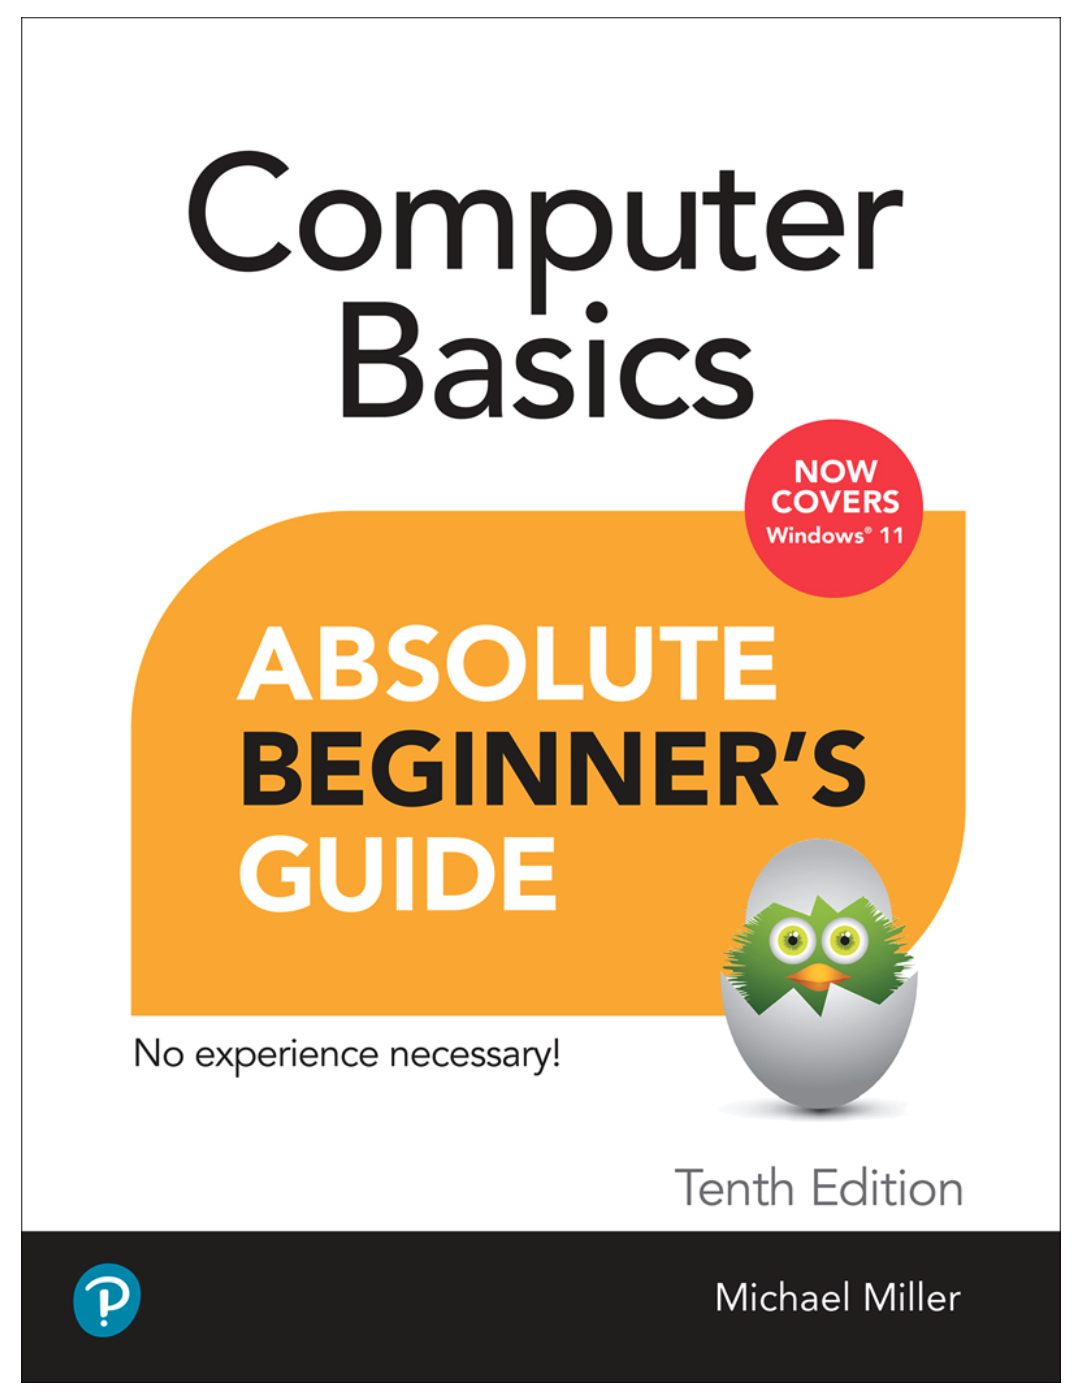 Computer
Basics
NOW
COVERS
Windows® 11
ABSOLUTE
BEGINNER'S
GUIDE
No experience necessary!
Tenth Edition
P
Michael Miller